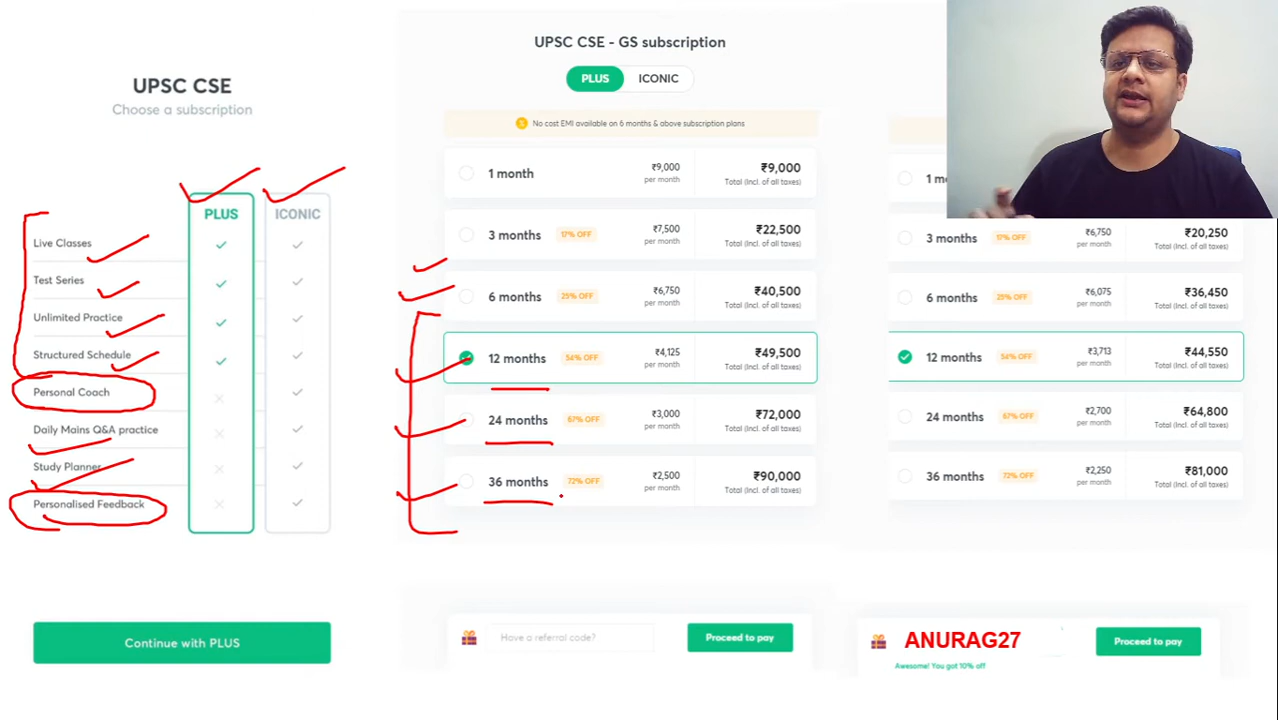 UPSC CSE
Choose a subscription
PLUS ICONIC
Live Classes
Test Series
Unlimited Practice
Structured Schedule
Personal Coach
Daily Mains Q&A practice
Study Planner
Personalised Feedback
Continue with PLUS
UPSC CSE - GS subscription
PLUS ICONIC
No cost EMI available on 6 months & above subscription plans
1 month ₹9,000 ₹9,000
per month Total (Incl. of all taxes)
3 months 17% OFF ₹7,500 ₹22,500
per month Total (Incl. of all taxes)
6 months 25% OFF ₹6,750 ₹40,500
per month Total (Incl. of all taxes)
12 months 54% OFF ₹4,125 ₹49,500
per month Total (Incl. of all taxes)
24 months 67% OFF ₹3,000 ₹72,000
per month Total (Incl. of all taxes)
36 months 72% OFF ₹2,500 ₹90,000
per month Total (Incl. of all taxes)
Have a referral code? Proceed to pay
1 mo
3 months 17% OFF ₹6,750 ₹20,250
per month Total (Incl. of all taxes)
6 months 25% OFF ₹6,075 ₹36,450
per month Total (Incl. of all taxes)
12 months 54% OFF ₹3,713 ₹44,550
per month Total (Incl. of all taxes)
24 months 67% OFF ₹2,700 ₹64,800
per month Total (Incl. of all taxes)
36 months 72% OFF ₹2,250 ₹81,000
per month Total (Incl. of all taxes)
ANURAG27 Proceed to pay
Awesome! You got 10% off